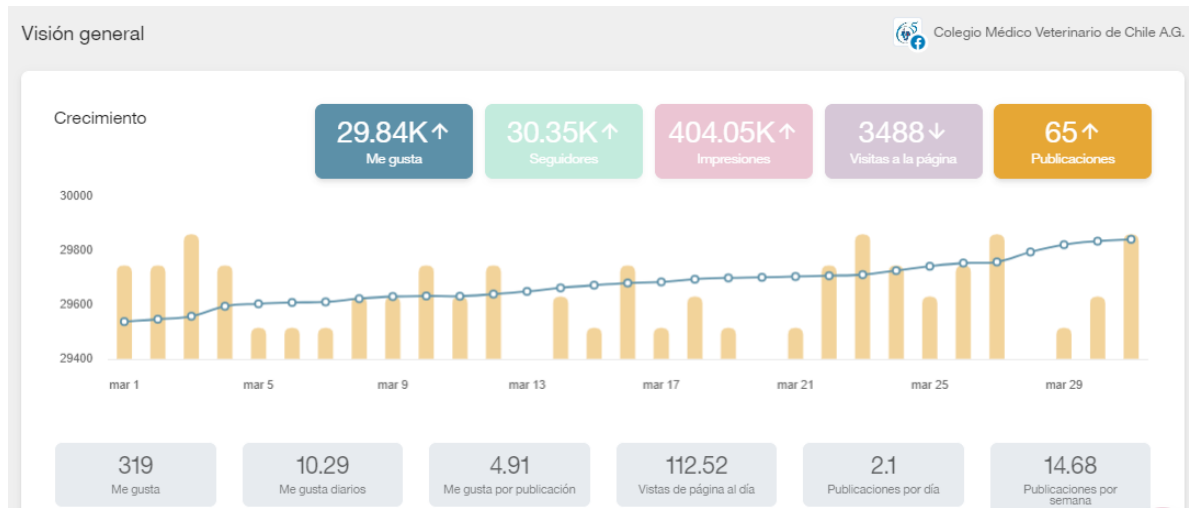 Visión general
Colegio Médico Veterinario de Chile A.G.
Crecimiento
29.84K↑
Me gusta
30.35K↑
Seguidores
404.05K↑
Impresiones
3488↓
Visitas a la página
65↑
Publicaciones
30000
29800
29600
29400
mar 1
mar 5
mar 9
mar 13
mar 17
mar 21
mar 25
mar 29
319
Me gusta
10.29
Me gusta diarios
4.91
Me gusta por publicación
112.52
Vistas de página al día
2.1
Publicaciones por día
14.68
Publicaciones por
semana